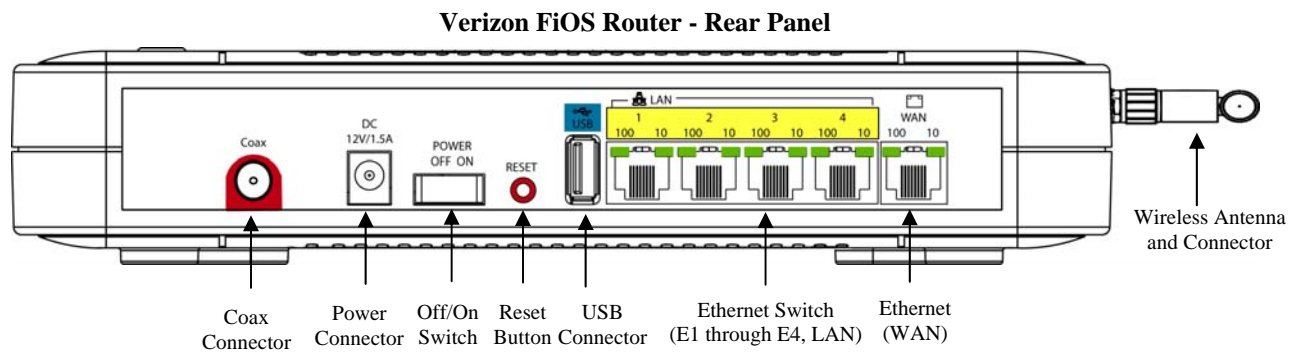 Verizon FiOS Router - Rear Panel
LAN
1 2 3 4 WAN
100 10 100 10 100 10 100 10 100 10
USB
DC
12V/1.5A
Coax
POWER
OFF ON
RESET
Wireless Antenna
and Connector
Coax
Connector
Power
Connector
Off/On
Switch
Reset
Button
USB
Connector
Ethernet Switch
(E1 through E4, LAN)
Ethernet
(WAN)